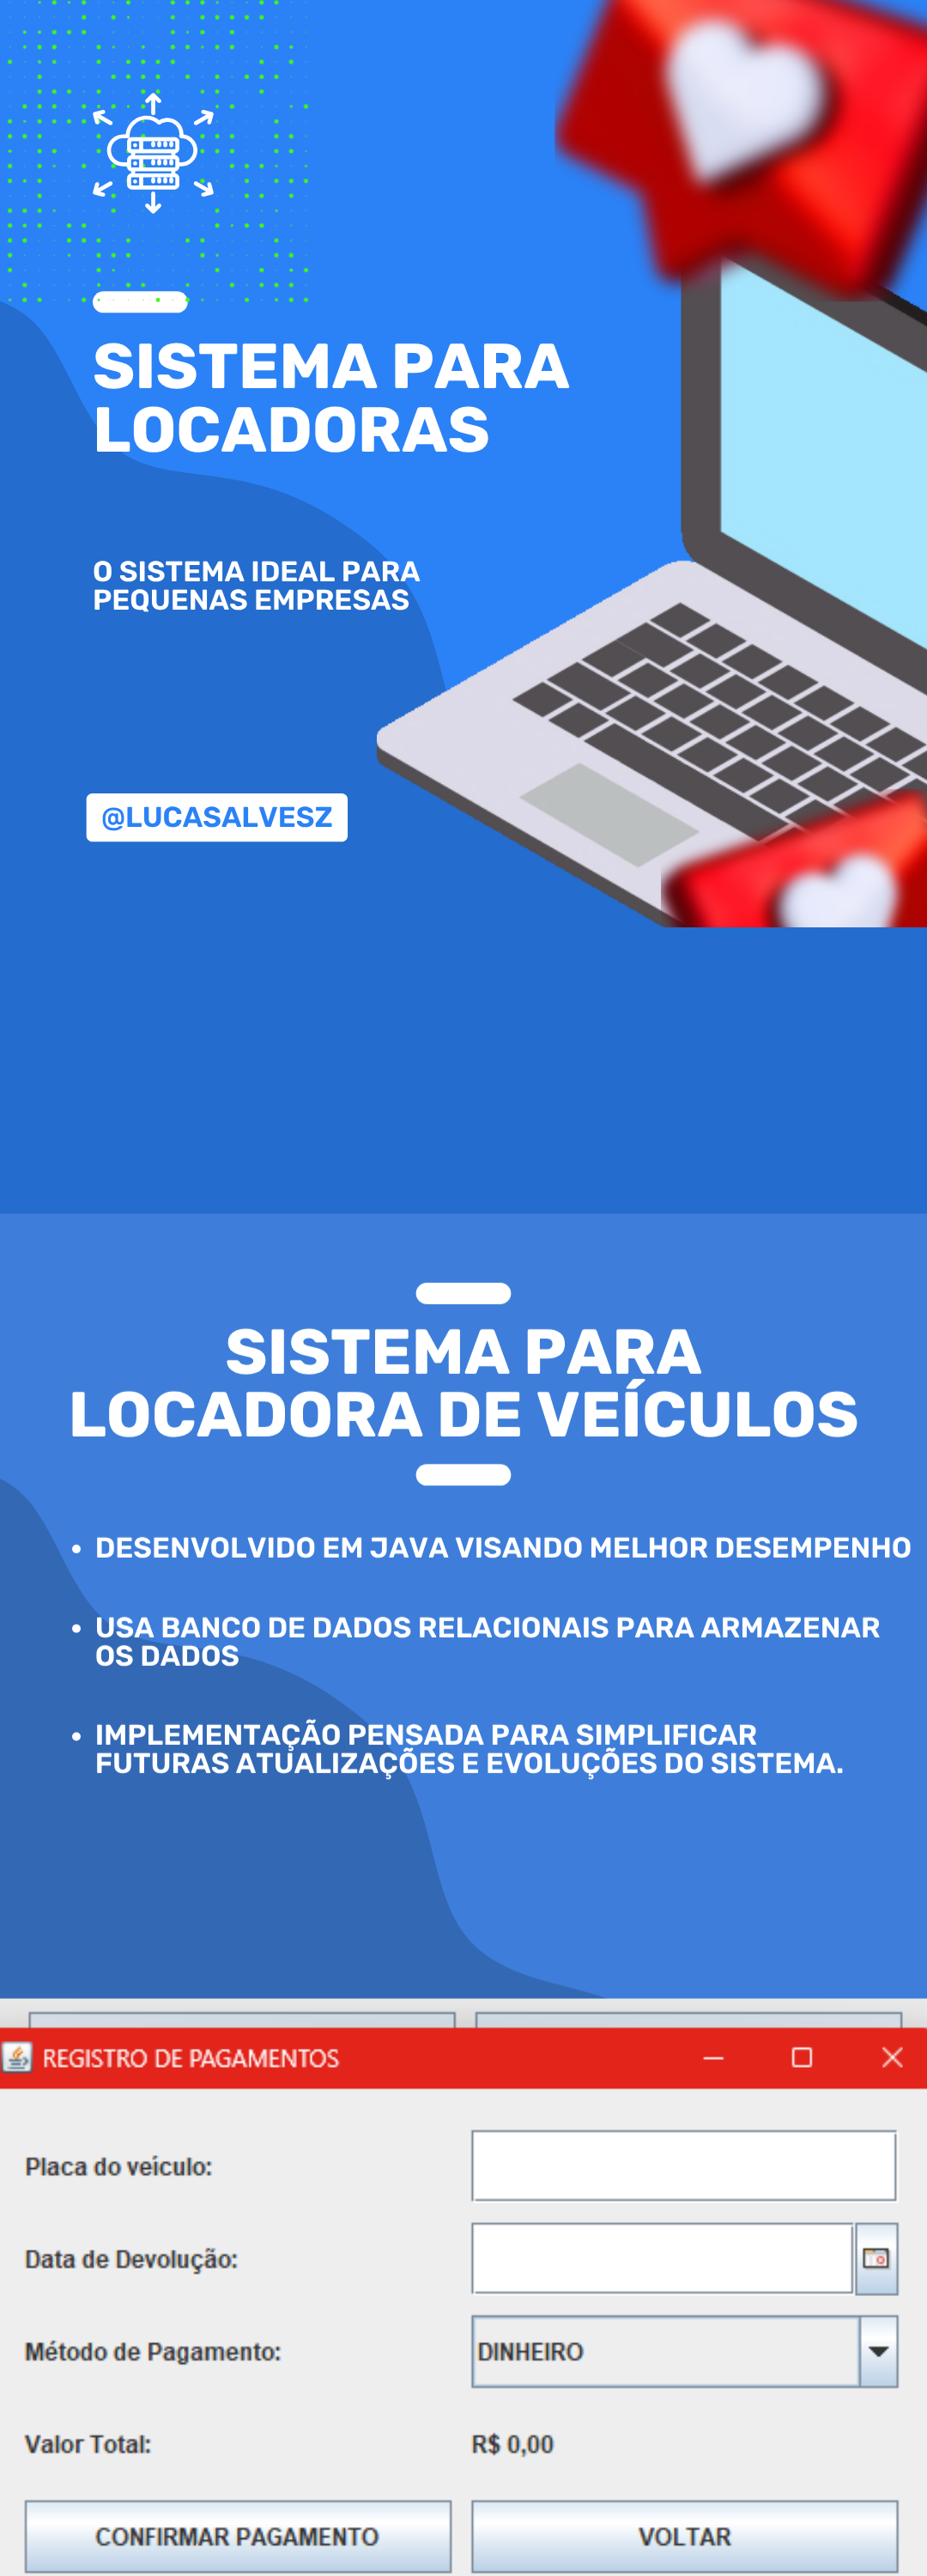 SISTEMA PARA
LOCADORAS
O SISTEMA IDEAL PARA
PEQUENAS EMPRESAS
@LUCASALVESZ
SISTEMA PARA
LOCADORA DE VEÍCULOS
• DESENVOLVIDO EM JAVA VISANDO MELHOR DESEMPENHO
• USA BANCO DE DADOS RELACIONAIS PARA ARMAZENAR
OS DADOS
• IMPLEMENTAÇÃO PENSADA PARA SIMPLIFICAR
FUTURAS ATUALIZAÇÕES E EVOLUÇÕES DO SISTEMA.
REGISTRO DE PAGAMENTOS
Placa do veículo:
Data de Devolução:
Método de Pagamento: DINHEIRO
Valor Total: R$ 0,00
CONFIRMAR PAGAMENTO VOLTAR